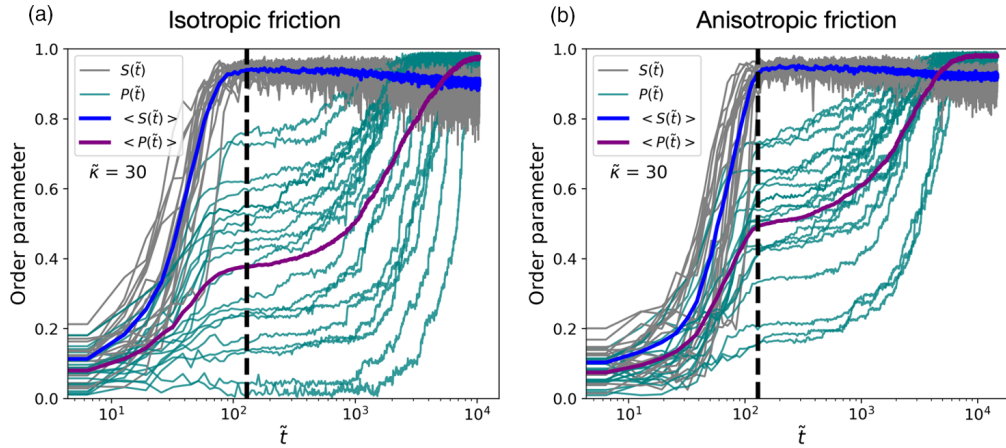 (a)
Isotropic friction
Order parameter
1.0
0.8
0.6
0.4
0.2
0.0
S(t̃)
P(t̃)
< S(t̃) >
< P(t̃) >
κ̃ = 30
10¹
10²
10³
10⁴
t̃
(b)
Anisotropic friction
Order parameter
1.0
0.8
0.6
0.4
0.2
0.0
S(t̃)
P(t̃)
< S(t̃) >
< P(t̃) >
κ̃ = 30
10¹
10²
10³
10⁴
t̃